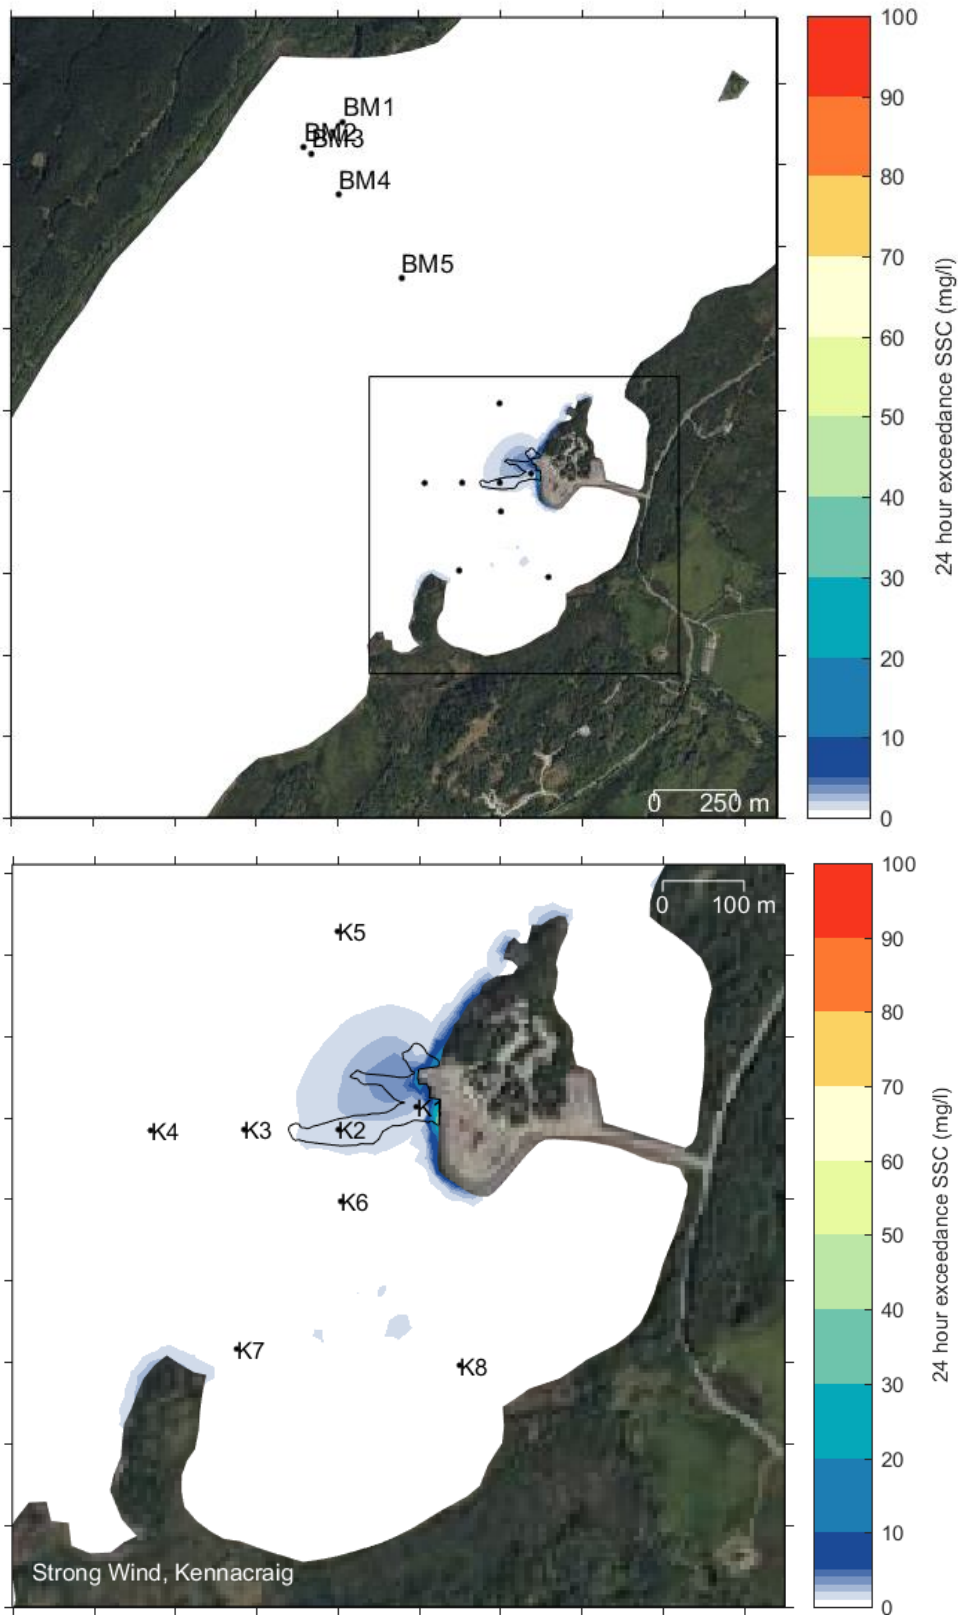 BM1
BM2
BM3
BM4
BM5
0 250 m
100
90
80
70
60
50
40
30
20
10
0
24 hour exceedance SSC (mg/l)
0 100 m
K5
K
K4
K3
K2
K6
K7
K8
Strong Wind, Kennacraig
100
90
80
70
60
50
40
30
20
10
0
24 hour exceedance SSC (mg/l)